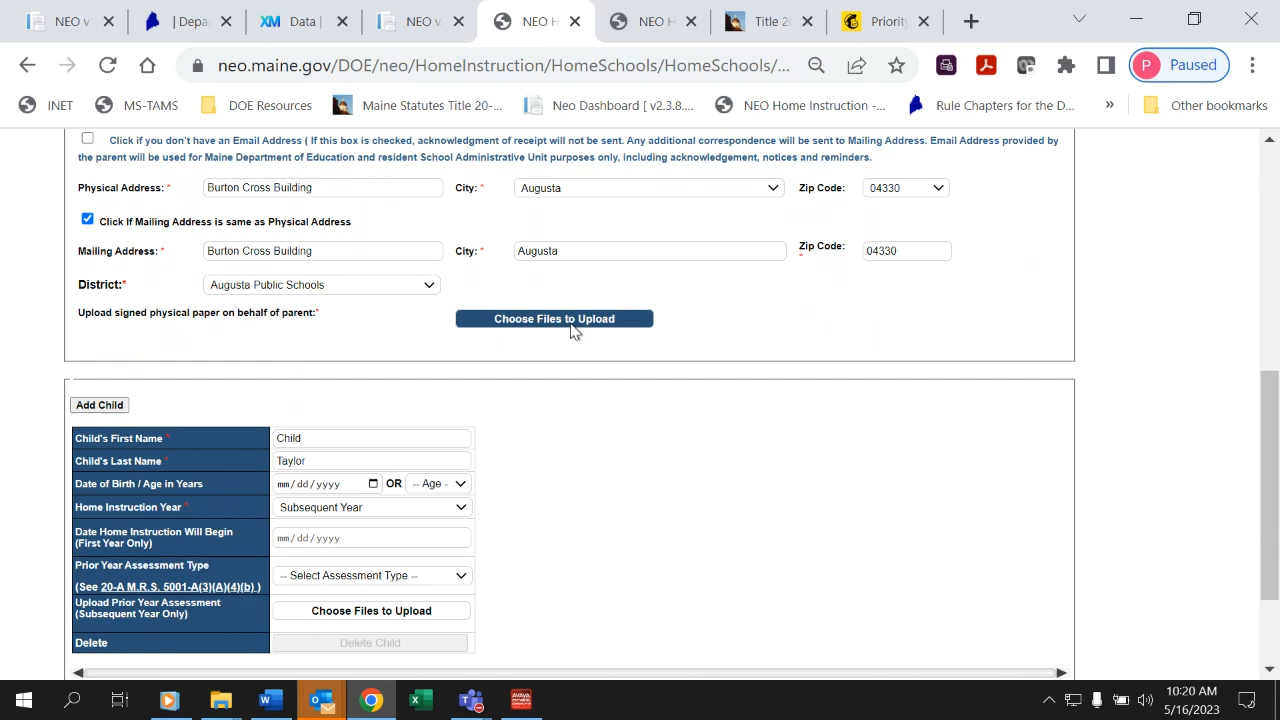 NEO v
| Depa
Data |
NEO v
NEO H
NEO H
Title 2
Priorit
neo.maine.gov/DOE/neo/HomeInstruction/HomeSchools/HomeSchools/...
P Paused
INET
MS-TAMS
DOE Resources
Maine Statutes Title 20-...
Neo Dashboard [ v2.3.8....
NEO Home Instruction -...
Rule Chapters for the D...
»
Other bookmarks
Click if you don't have an Email Address ( If this box is checked, acknowledgment of receipt will not be sent. Any additional correspondence will be sent to Mailing Address. Email Address provided by
the parent will be used for Maine Department of Education and resident School Administrative Unit purposes only, including acknowledgement, notices and reminders.
Physical Address: * Burton Cross Building City: * Augusta Zip Code: 04330
Click If Mailing Address is same as Physical Address
Mailing Address: * Burton Cross Building City: * Augusta Zip Code: * 04330
District:* Augusta Public Schools
Upload signed physical paper on behalf of parent:* Choose Files to Upload
Add Child
Child's First Name * Child
Child's Last Name * Taylor
Date of Birth / Age in Years mm/dd/yyyy OR -- Age -
Home Instruction Year * Subsequent Year
Date Home Instruction Will Begin
(First Year Only) mm/dd/yyyy
Prior Year Assessment Type
(See 20-A M.R.S. 5001-A(3)(A)(4)(b) ) -- Select Assessment Type --
Upload Prior Year Assessment
(Subsequent Year Only) Choose Files to Upload
Delete Delete Child
10:20 AM
5/16/2023